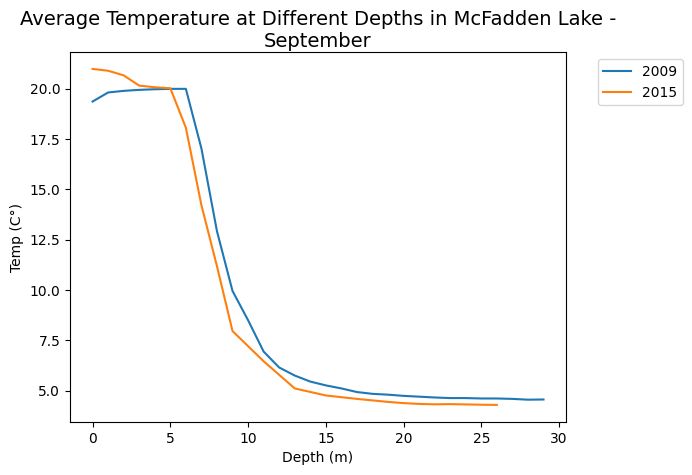 Average Temperature at Different Depths in McFadden Lake -
September
2009
2015
20.0
17.5
15.0
12.5
10.0
7.5
5.0
Temp (C°)
0 5 10 15 20 25 30
Depth (m)